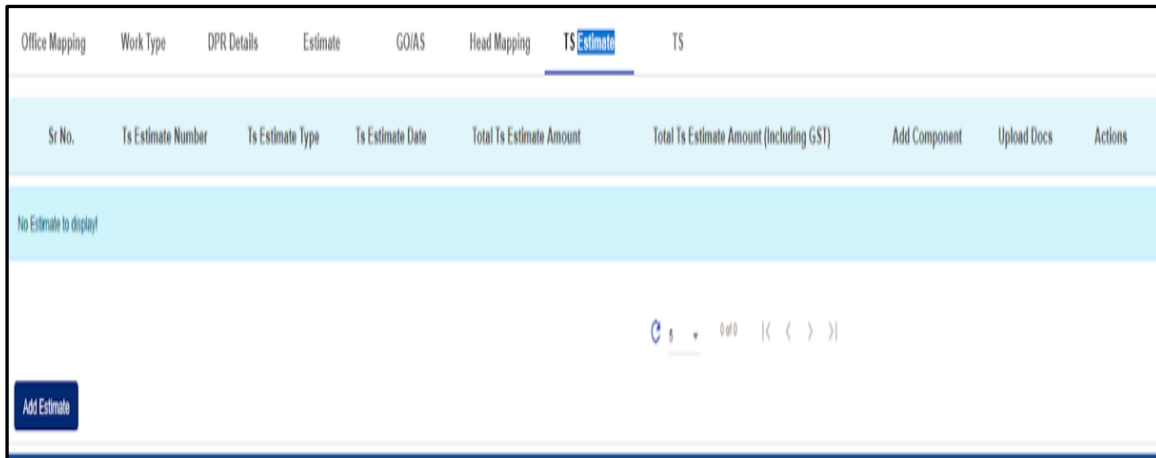 Office Mapping Work Type DPR Details Estimate GO/AS Head Mapping TS Estimate TS
Sr No. Ts Estimate Number Ts Estimate Type Ts Estimate Date Total Ts Estimate Amount Total Ts Estimate Amount (Including GST) Add Component Upload Docs Actions
No Estimate to display!
5 0 of 0
Add Estimate